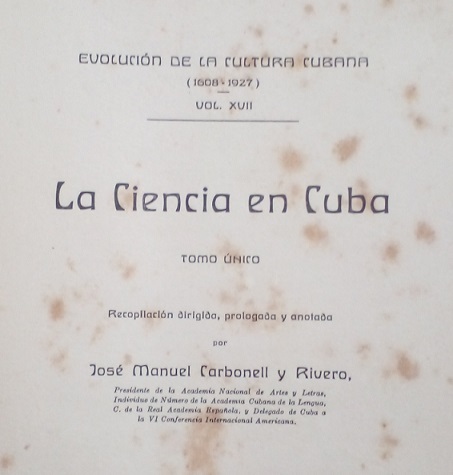 EVOLUCIÓN DE LA CULTURA CUBANA
(1608-1927)
VOL. XVII
La Ciencia en Cuba
TOMO ÚNICO
Recopilación dirigida, prologada y anotada
por
José Manuel Carbonell y Rivero,
Presidente de la Academia Nacional de Artes y Letras,
Individuo de Número de la Academia Cubana de la Lengua,
C. de la Real Academia Española, y Delegado de Cuba a
la VI Conferencia Internacional Americana.